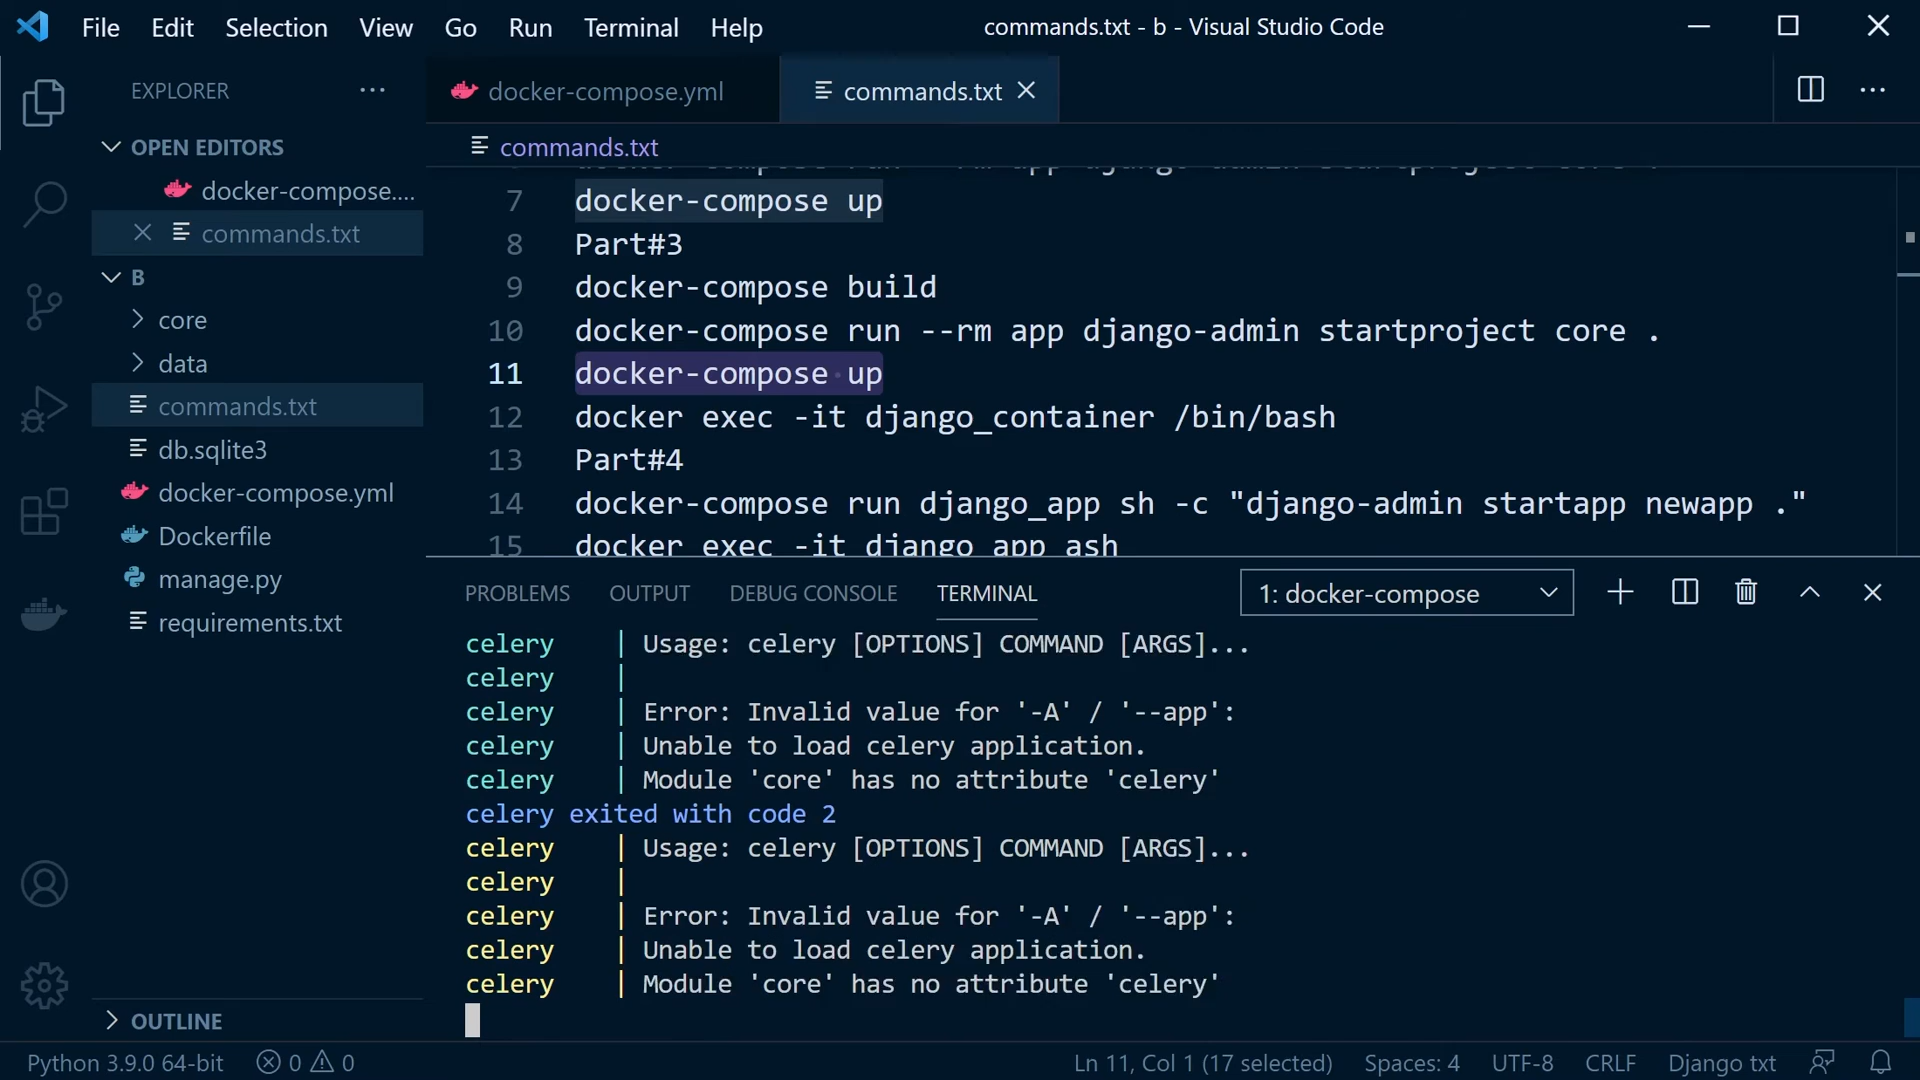 File Edit Selection View Go Run Terminal Help commands.txt - b - Visual Studio Code
EXPLORER ...
docker-compose.yml
commands.txt
OPEN EDITORS
docker-compose....
commands.txt
B
core
data
commands.txt
db.sqlite3
docker-compose.yml
Dockerfile
manage.py
requirements.txt
OUTLINE
commands.txt
7 docker-compose up
8 Part#3
9 docker-compose build
10 docker-compose run --rm app django-admin startproject core .
11 docker-compose up
12 docker exec -it django_container /bin/bash
13 Part#4
14 docker-compose run django_app sh -c "django-admin startapp newapp ."
15 docker exec -it django_app ash
PROBLEMS OUTPUT DEBUG CONSOLE TERMINAL 1: docker-compose
celery | Usage: celery [OPTIONS] COMMAND [ARGS]...
celery |
celery | Error: Invalid value for '-A' / '--app':
celery | Unable to load celery application.
celery | Module 'core' has no attribute 'celery'
celery exited with code 2
celery | Usage: celery [OPTIONS] COMMAND [ARGS]...
celery |
celery | Error: Invalid value for '-A' / '--app':
celery | Unable to load celery application.
celery | Module 'core' has no attribute 'celery'
Python 3.9.0 64-bit 0 0 Ln 11, Col 1 (17 selected) Spaces: 4 UTF-8 CRLF Django txt